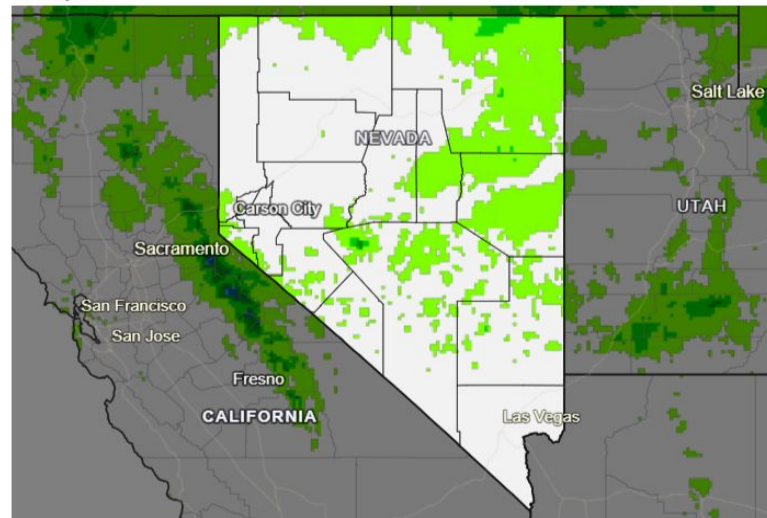 Salt Lake
NEVADA
Carson City
UTAH
Sacramento
San Francisco
San Jose
Fresno
CALIFORNIA
Las Vegas